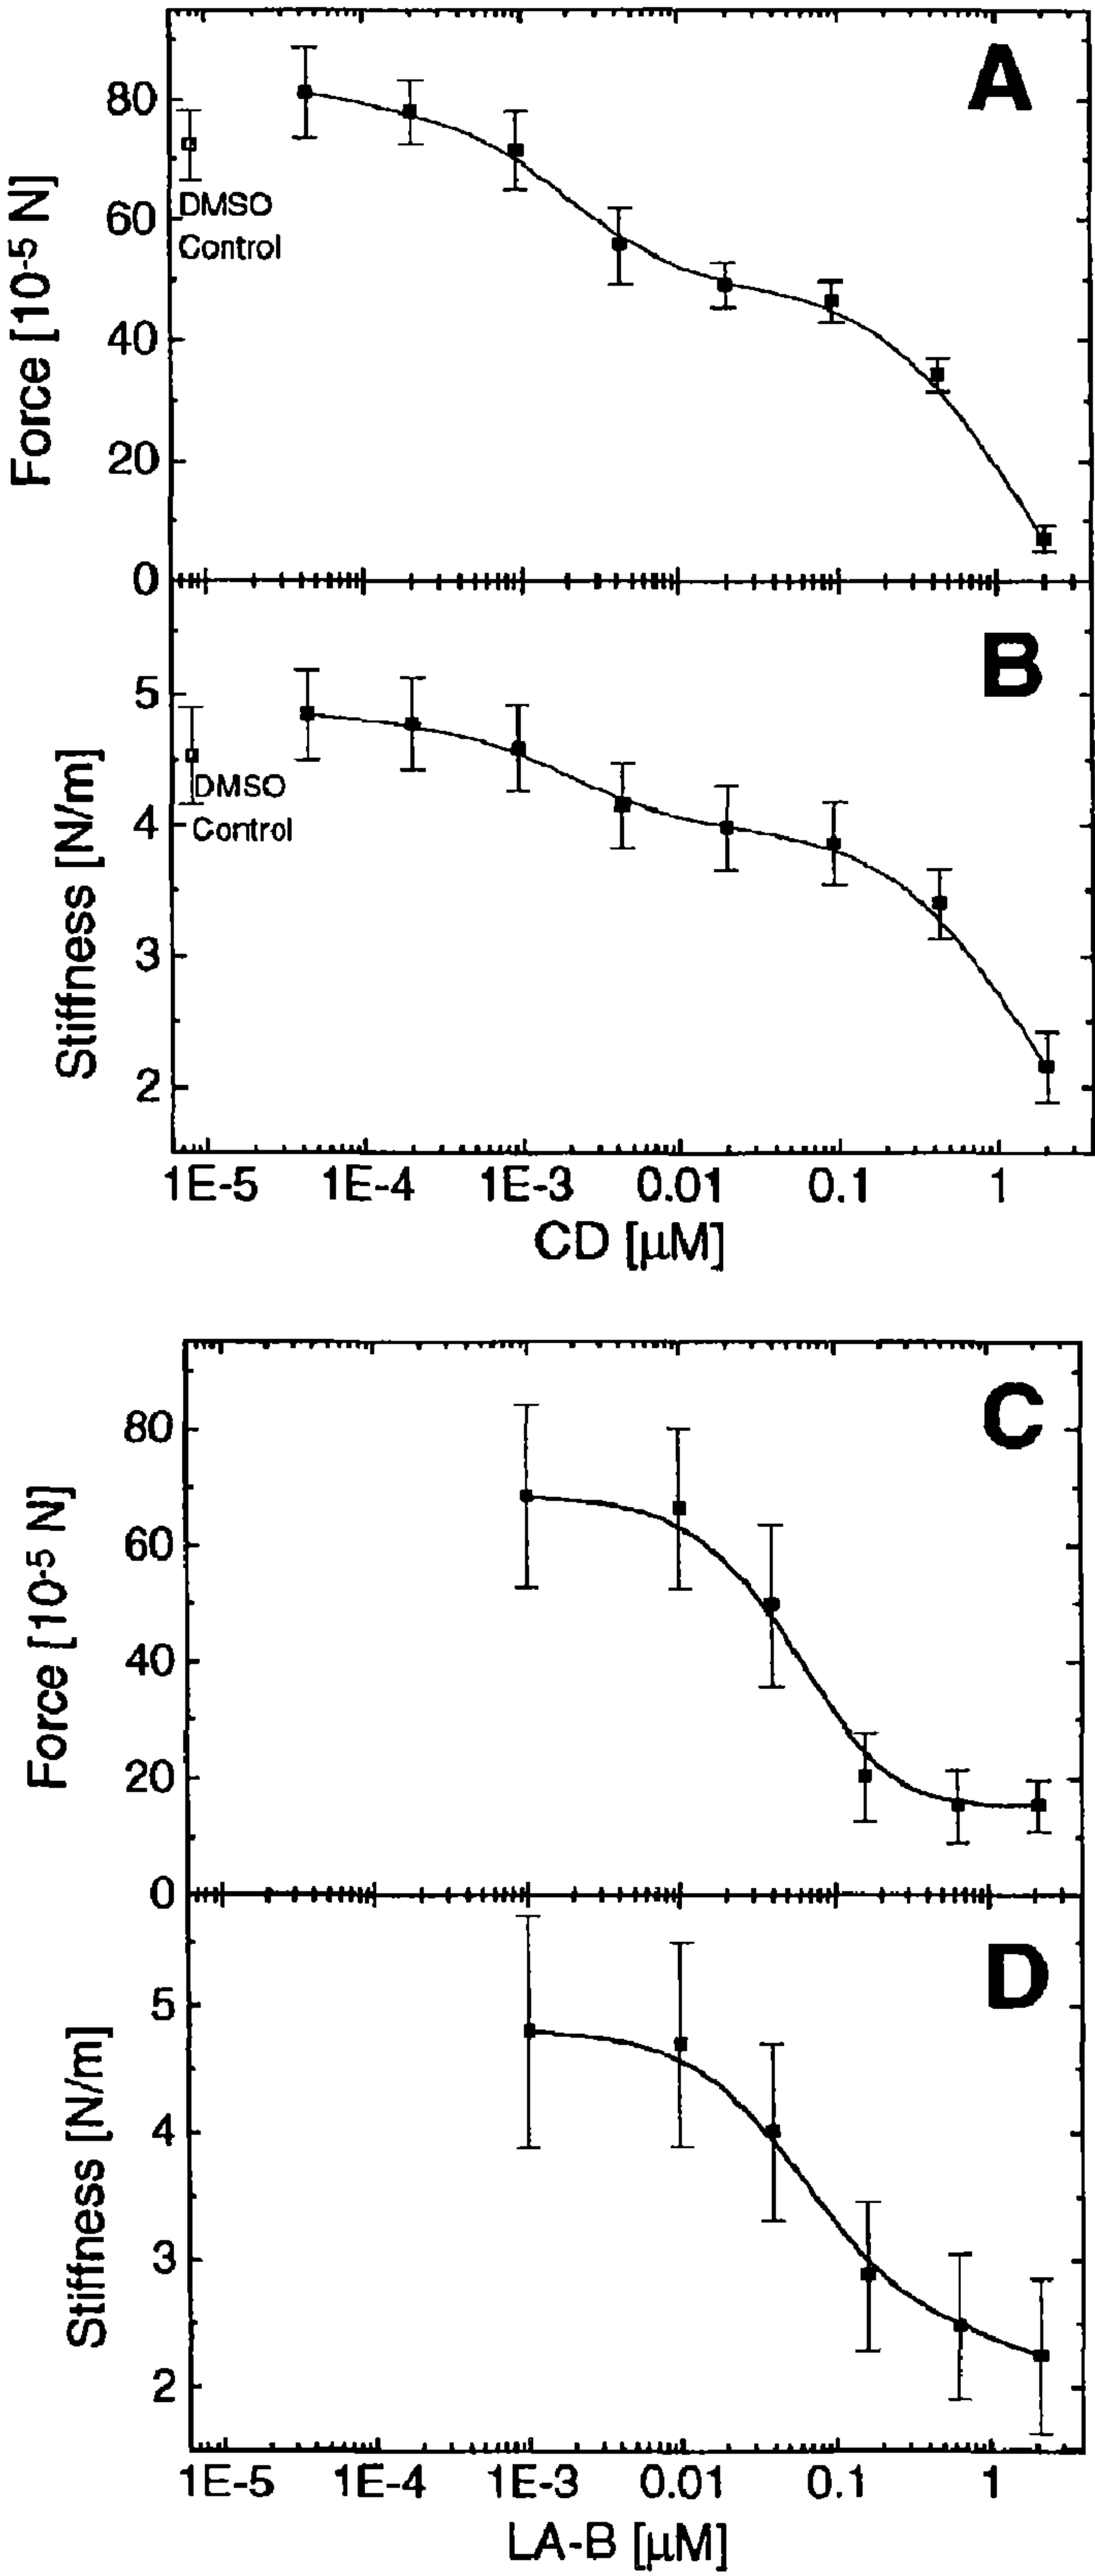 A
Force [10-5 N]
80
60
40
20
0
DMSO
Control
B
Stiffness [N/m]
5
4
3
2
DMSO
Control
1E-5 1E-4 1E-3 0.01 0.1 1
CD [μM]
C
Force [10-5 N]
80
60
40
20
0
D
Stiffness [N/m]
5
4
3
2
1E-5 1E-4 1E-3 0.01 0.1 1
LA-B [μM]